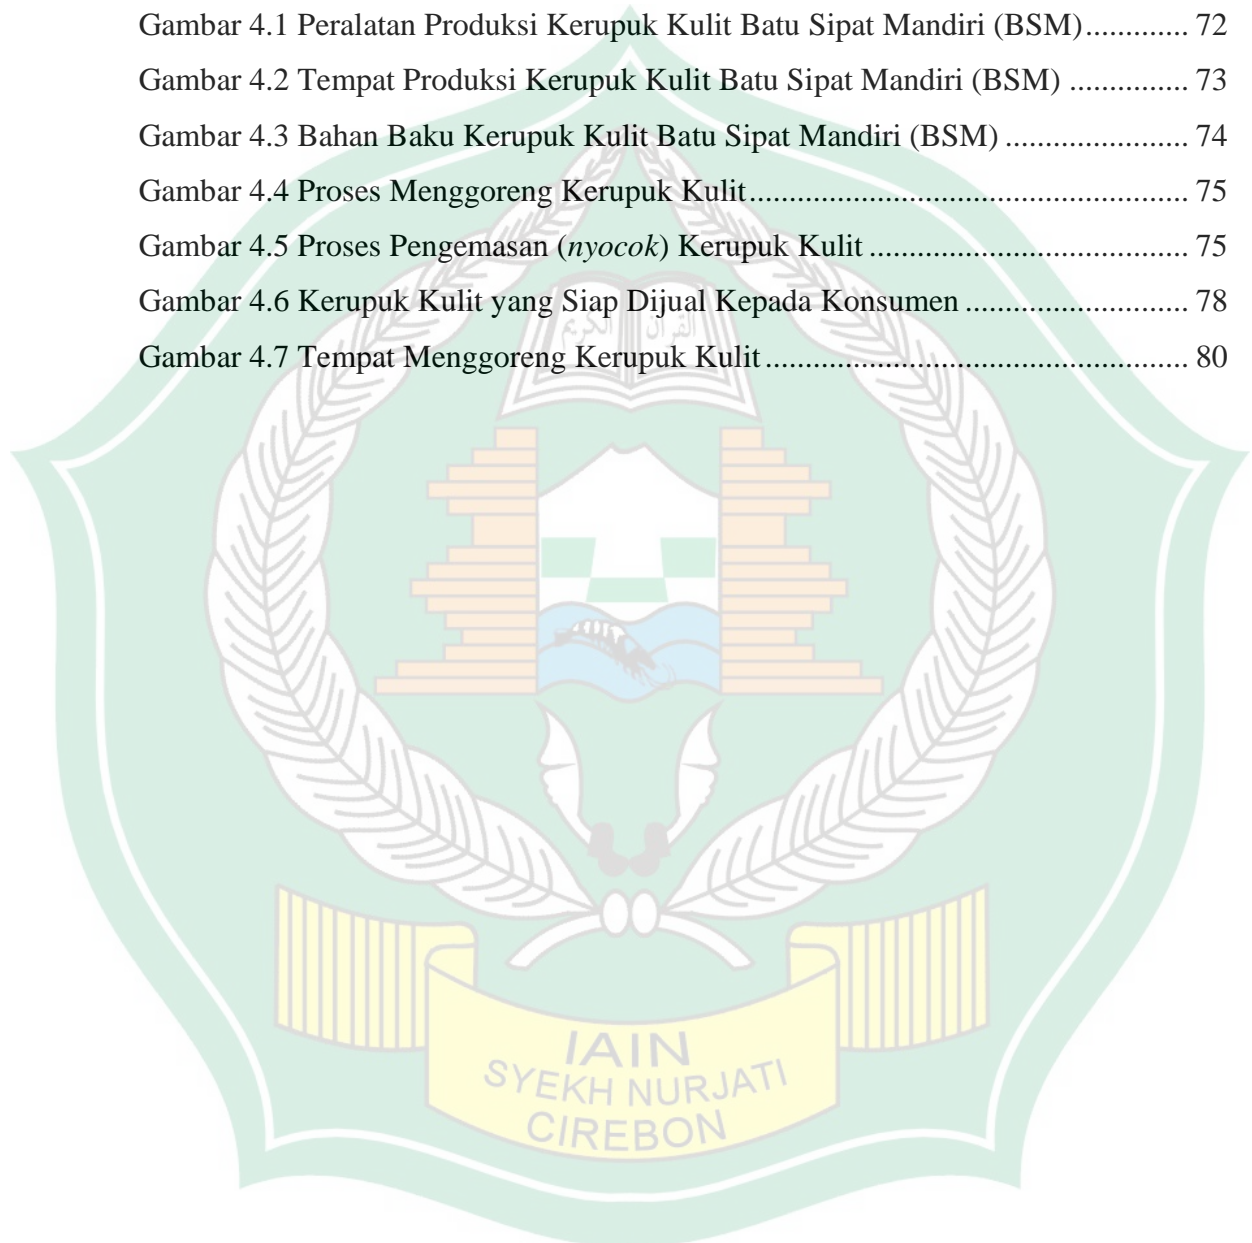 Gambar 4.1 Peralatan Produksi Kerupuk Kulit Batu Sipat Mandiri (BSM)............. 72
Gambar 4.2 Tempat Produksi Kerupuk Kulit Batu Sipat Mandiri (BSM) ............... 73
Gambar 4.3 Bahan Baku Kerupuk Kulit Batu Sipat Mandiri (BSM) ....................... 74
Gambar 4.4 Proses Menggoreng Kerupuk Kulit........................................................ 75
Gambar 4.5 Proses Pengemasan (nyocok) Kerupuk Kulit ......................................... 75
Gambar 4.6 Kerupuk Kulit yang Siap Dijual Kepada Konsumen ............................ 78
Gambar 4.7 Tempat Menggoreng Kerupuk Kulit ...................................................... 80
القرآن الكريم
IAIN
SYEKH NURJATI
CIREBON